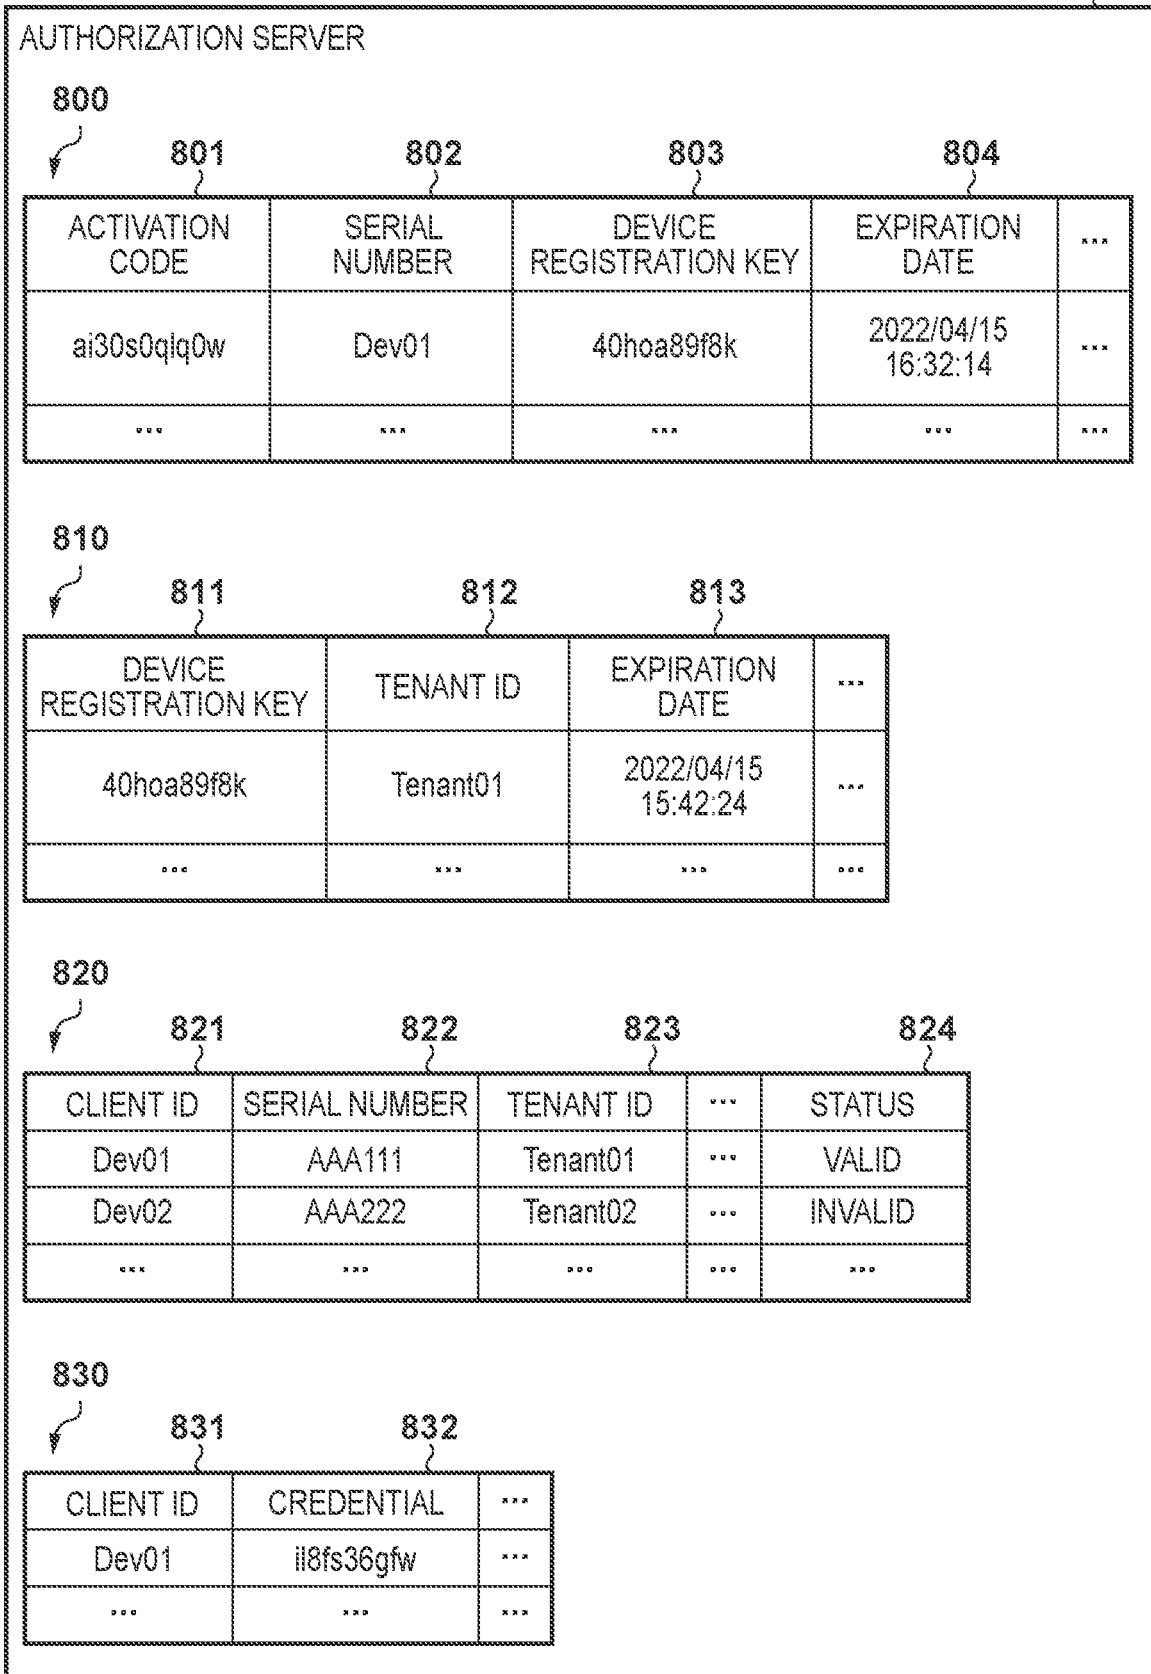 AUTHORIZATION SERVER
800
801 802 803 804
ACTIVATION CODE SERIAL NUMBER DEVICE REGISTRATION KEY EXPIRATION DATE ...
ai30s0qlq0w Dev01 40hoa89f8k 2022/04/15 16:32:14 ...
... ... ... ... ...
810
811 812 813
DEVICE REGISTRATION KEY TENANT ID EXPIRATION DATE ...
40hoa89f8k Tenant01 2022/04/15 15:42:24 ...
... ... ... ...
820
821 822 823 824
CLIENT ID SERIAL NUMBER TENANT ID ... STATUS
Dev01 AAA111 Tenant01 ... VALID
Dev02 AAA222 Tenant02 ... INVALID
... ... ... ... ...
830
831 832
CLIENT ID CREDENTIAL ...
Dev01 il8fs36gfw ...
... ... ...